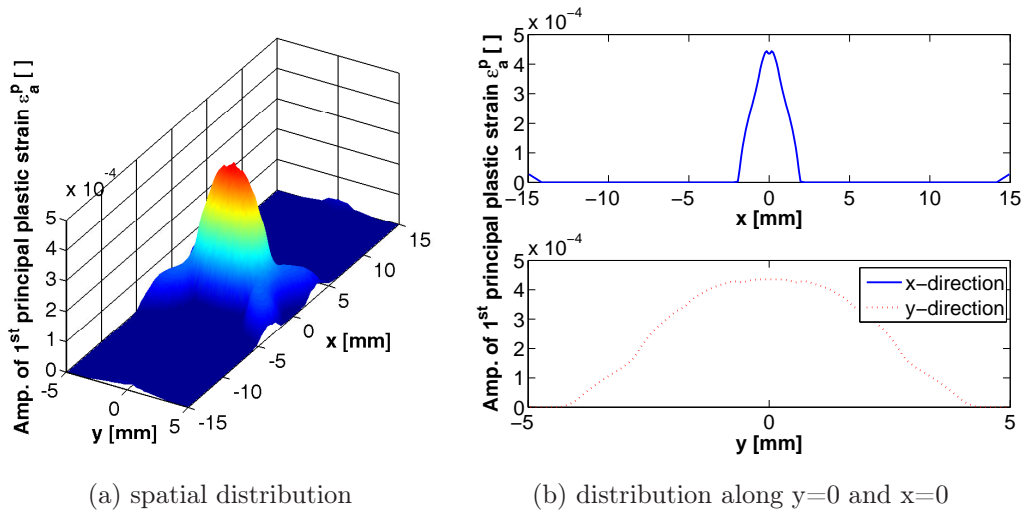 x 10⁻⁴
5
4
3
2
1
0
-5
0
5
y [mm]
-15
-10
-5
0
5
10
15
x [mm]
Amp. of 1ˢᵗ principal plastic strain εₐᵖ [ ]
(a) spatial distribution
x 10⁻⁴
5
4
3
2
1
0
−15
−10
−5
0
5
10
15
x [mm]
x 10⁻⁴
5
4
3
2
1
0
−5
0
5
y [mm]
x−direction
y−direction
Amp. of 1ˢᵗ principal plastic strain εₐᵖ [ ]
(b) distribution along y=0 and x=0